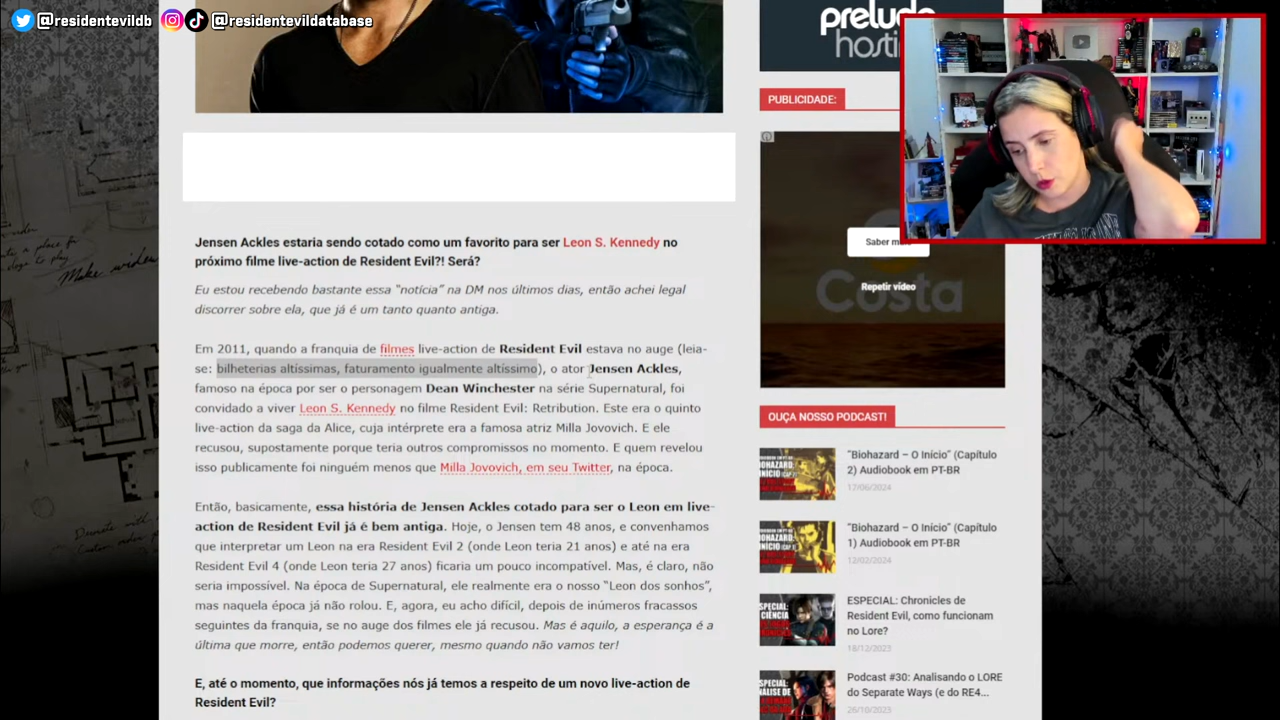 @residentevildb @residentevildatabase
prelude
PUBLICIDADE:
Saber
Repetir vídeo
Costa
Jensen Ackles estaria sendo cotado como um favorito para ser Leon S. Kennedy no
próximo filme live-action de Resident Evil?! Será?
Eu estou recebendo bastante essa "notícia" na DM nos últimos dias, então achei legal
discorrer sobre ela, que já é um tanto quanto antiga.
Em 2011, quando a franquia de filmes live-action de Resident Evil estava no auge (leia-
se: bilheterias altíssimas, faturamento igualmente altíssimo), o ator Jensen Ackles,
famoso na época por ser o personagem Dean Winchester na série Supernatural, foi
convidado a viver Leon S. Kennedy no filme Resident Evil: Retribution. Este era o quinto
live-action da saga da Alice, cuja intérprete era a famosa atriz Milla Jovovich. E ele
recusou, supostamente porque teria outros compromissos no momento. E quem revelou
isso publicamente foi ninguém menos que Milla Jovovich, em seu Twitter, na época.
Então, basicamente, essa história de Jensen Ackles cotado para ser o Leon em live-
action de Resident Evil já é bem antiga. Hoje, o Jensen tem 48 anos, e convenhamos
que interpretar um Leon na era Resident Evil 2 (onde Leon teria 21 anos) e até na era
Resident Evil 4 (onde Leon teria 27 anos) ficaria um pouco incompatível. Mas, é claro, não
seria impossível. Na época de Supernatural, ele realmente era o nosso "Leon dos sonhos",
mas naquela época já não rolou. E, agora, eu acho difícil, depois de inúmeros fracassos
seguintes da franquia, se no auge dos filmes ele já recusou. Mas é aquilo, a esperança é a
última que morre, então podemos querer, mesmo quando não vamos ter!
E, até o momento, que informações nós já temos a respeito de um novo live-action de
Resident Evil?
OUÇA NOSSO PODCAST!
"Biohazard – O Início" (Capítulo
2) Audiobook em PT-BR
17/06/2024
"Biohazard – O Início" (Capítulo
1) Audiobook em PT-BR
12/02/2024
ESPECIAL: Chronicles de
Resident Evil, como funcionam
no Lore?
18/12/2023
Podcast #30: Analisando o LORE
do Separate Ways (e do RE4...
26/10/2023